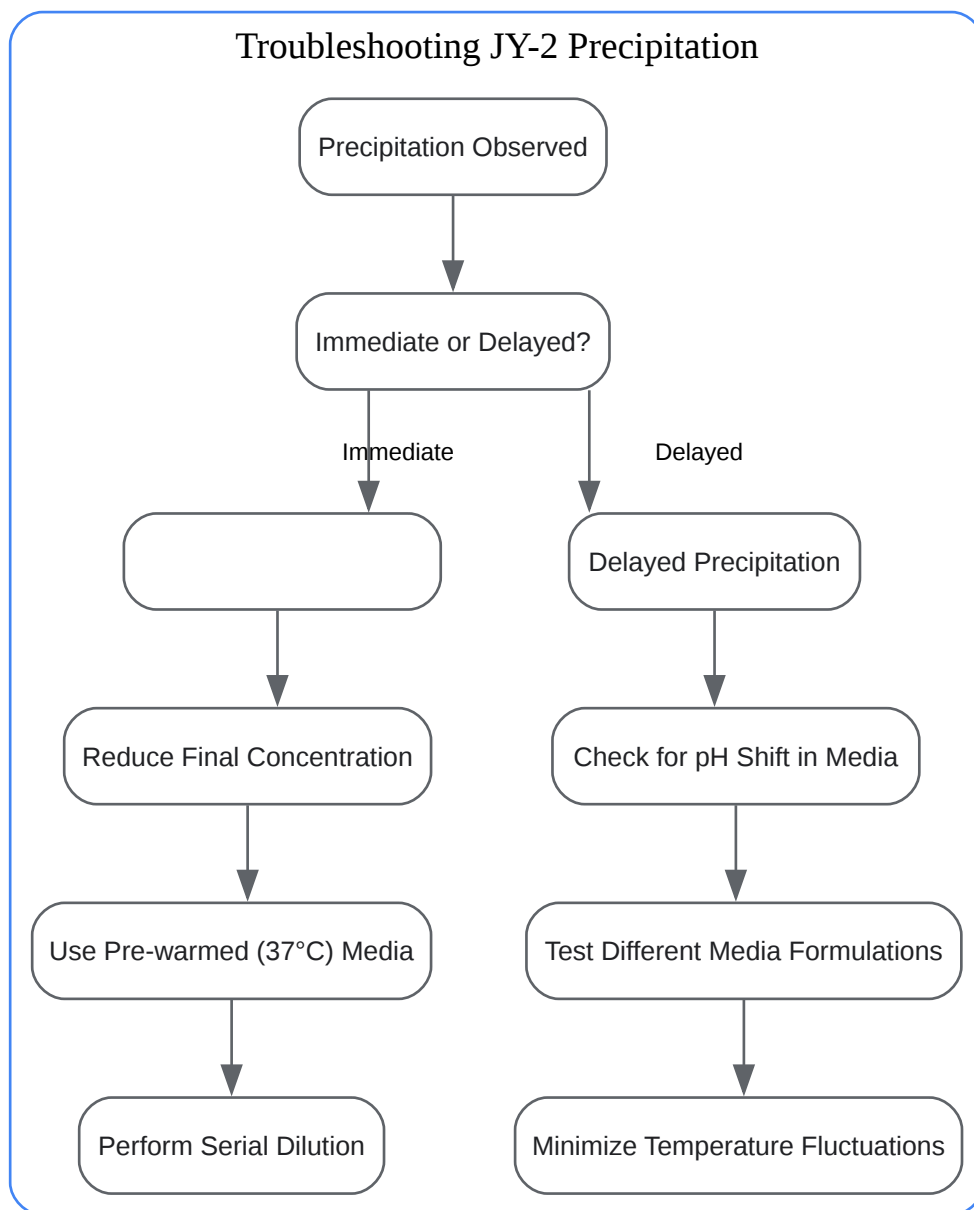 Troubleshooting JY-2 Precipitation
Precipitation Observed
Immediate or Delayed?
Immediate
Delayed
Delayed Precipitation
Reduce Final Concentration
Check for pH Shift in Media
Use Pre-warmed (37°C) Media
Test Different Media Formulations
Perform Serial Dilution
Minimize Temperature Fluctuations